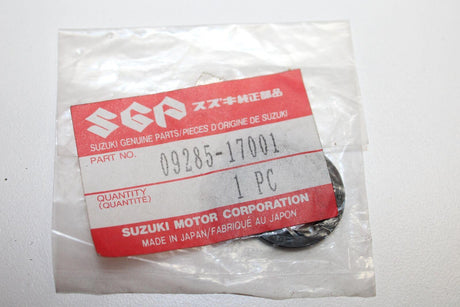 SGP スズキ純正部品
SUZUKI GENUINE PARTS/PIECES D'ORIGINE DE SUZUKI
PART NO. 09285-17001
QUANTITY
(QUANTITE) 1 PC
SUZUKI MOTOR CORPORATION
MADE IN JAPAN/FABRIQUÉ AU JAPON